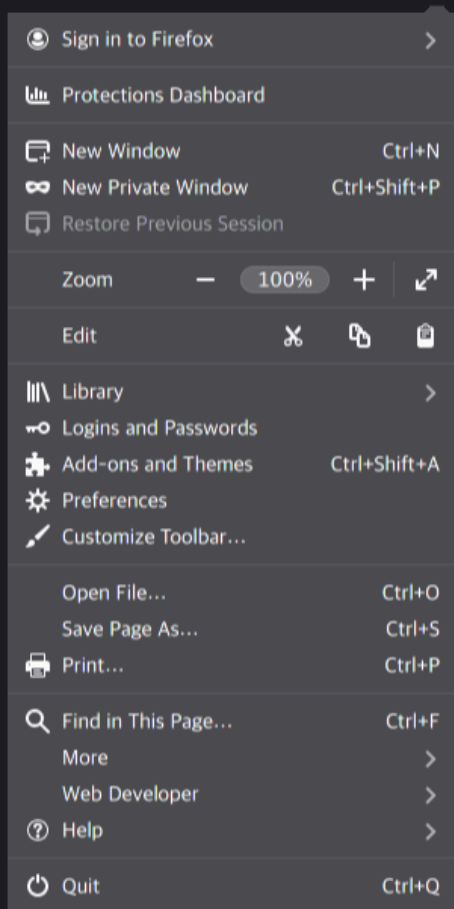 Sign in to Firefox
Protections Dashboard
New Window Ctrl+N
New Private Window Ctrl+Shift+P
Restore Previous Session
Zoom 100%
Edit
Library
Logins and Passwords
Add-ons and Themes Ctrl+Shift+A
Preferences
Customize Toolbar...
Open File... Ctrl+O
Save Page As... Ctrl+S
Print... Ctrl+P
Find in This Page... Ctrl+F
More
Web Developer
Help
Quit Ctrl+Q